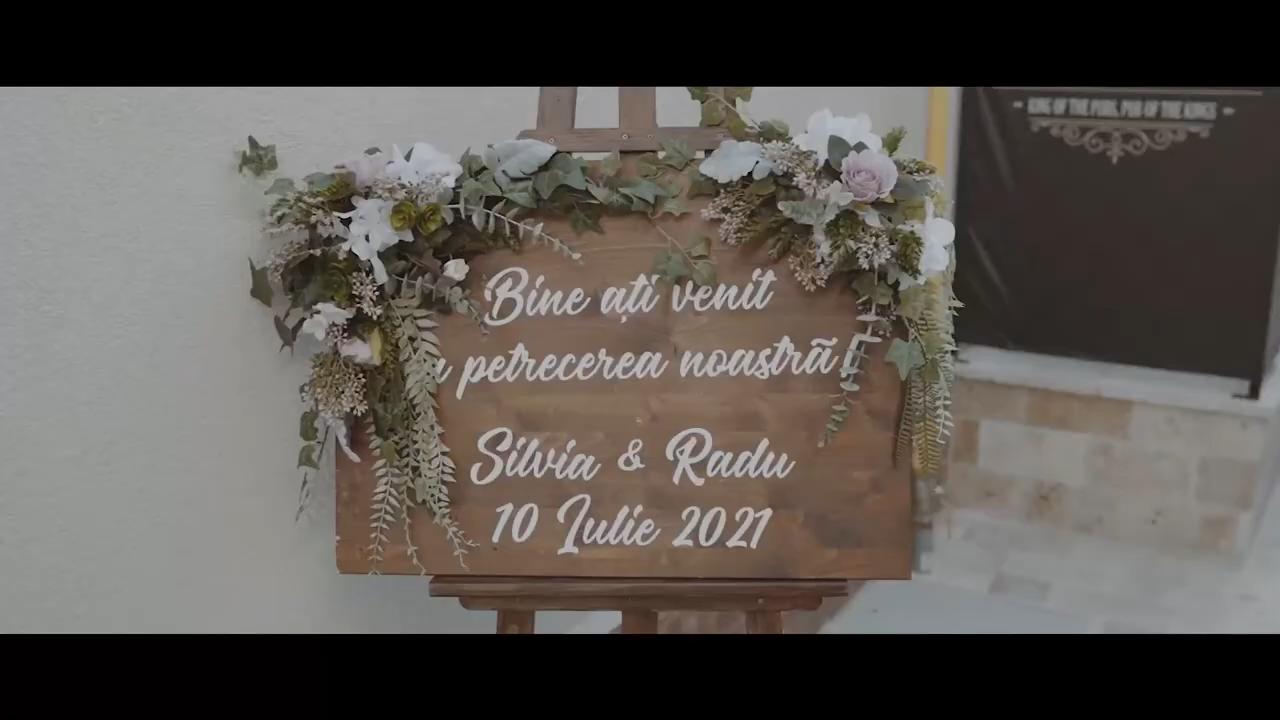 KING OF THE PUBS, PUB OF THE KINGS
Bine ați venit
petrecerea noastră!
Silvia & Radu
10 Iulie 2021